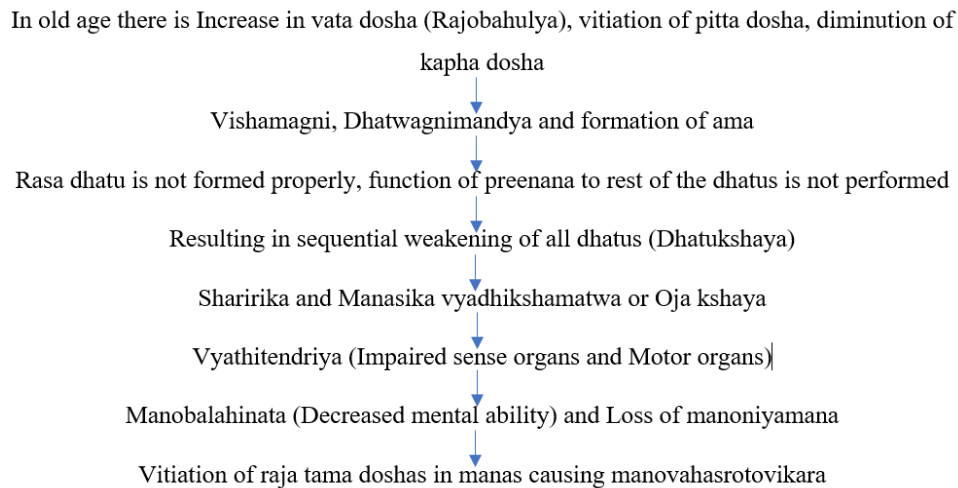 In old age there is Increase in vata dosha (Rajobahulya), vitiation of pitta dosha, diminution of
kapha dosha
Vishamagni, Dhatwagnimandya and formation of ama
Rasa dhatu is not formed properly, function of preenana to rest of the dhatus is not performed
Resulting in sequential weakening of all dhatus (Dhatukshaya)
Sharirika and Manasika vyadhikshamatwa or Oja kshaya
Vyathitendriya (Impaired sense organs and Motor organs)
Manobalahinata (Decreased mental ability) and Loss of manoniyamana
Vitiation of raja tama doshas in manas causing manovahasrotovikara